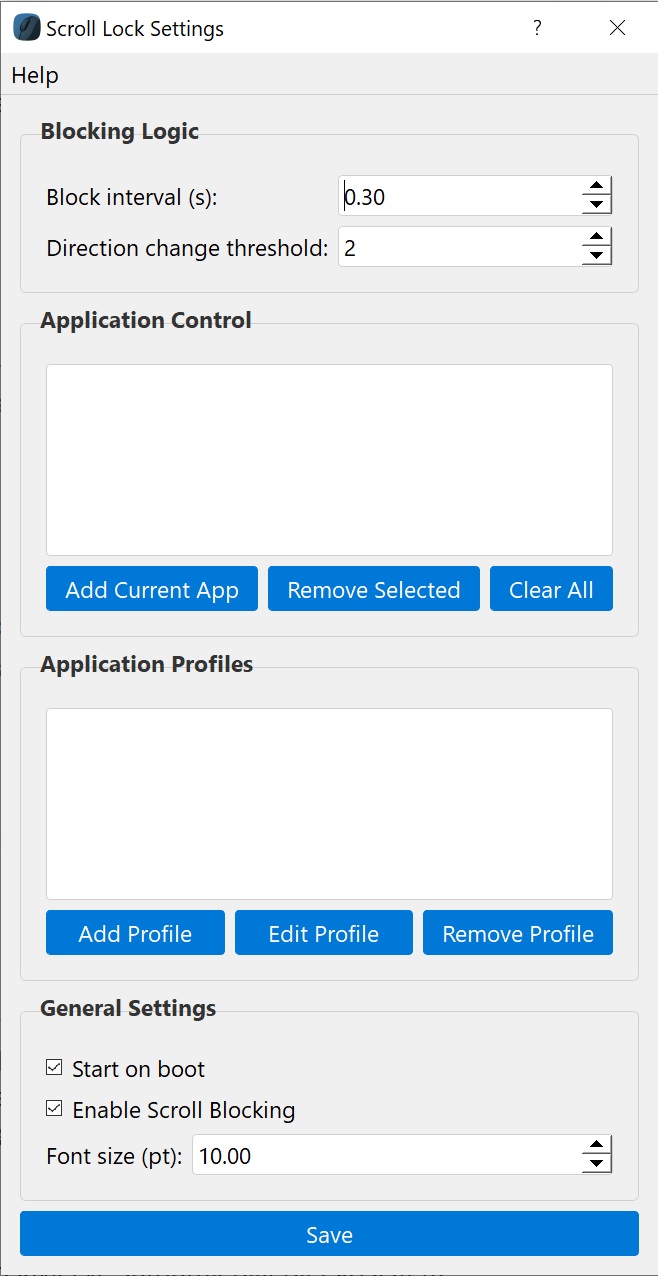 Scroll Lock Settings
?
Help
Blocking Logic
Block interval (s): 0.30
Direction change threshold: 2
Application Control
Add Current App Remove Selected Clear All
Application Profiles
Add Profile Edit Profile Remove Profile
General Settings
Start on boot
Enable Scroll Blocking
Font size (pt): 10.00
Save